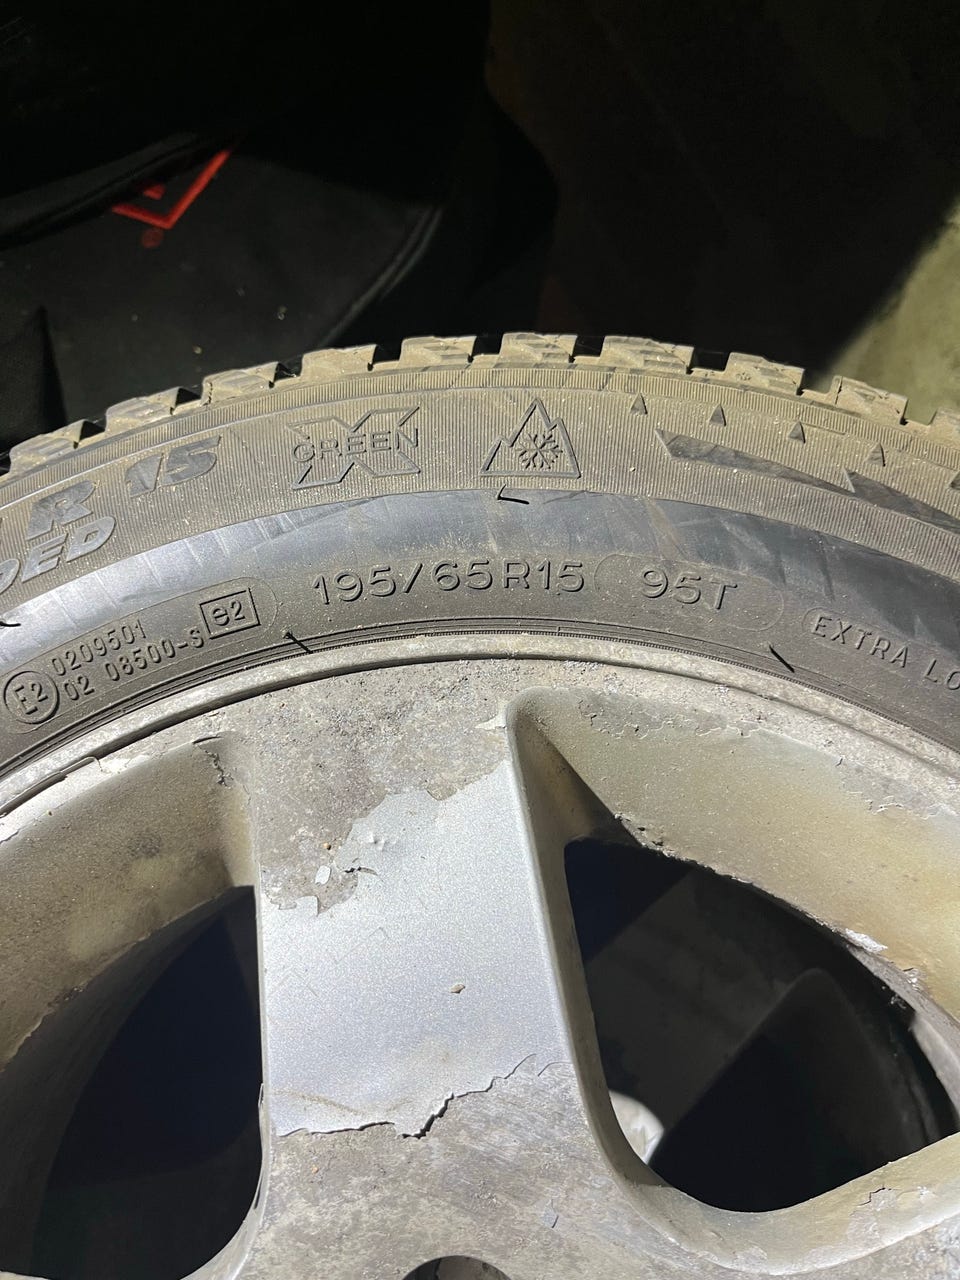 R 15
GREEN X
DED
195/65R15 95T
EXTRA LO
E2 0209501
02 08500-S e2